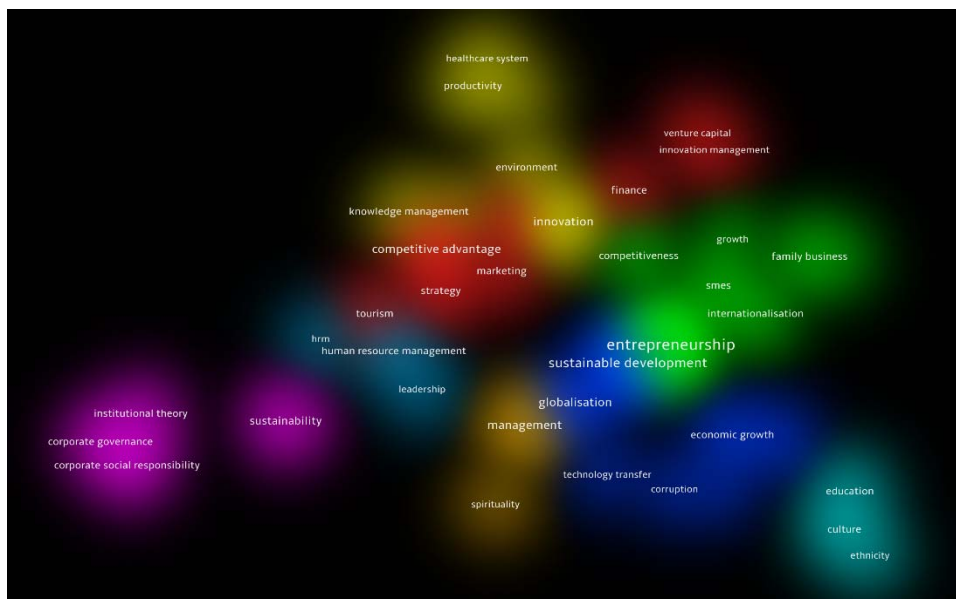 healthcare system
productivity
venture capital
innovation management
environment
finance
knowledge management
innovation
growth
competitive advantage
competitiveness
family business
marketing
smes
strategy
tourism
internationalisation
hrm
entrepreneurship
human resource management
sustainable development
leadership
globalisation
institutional theory
sustainability
management
economic growth
corporate governance
corporate social responsibility
technology transfer
corruption
education
spirituality
culture
ethnicity